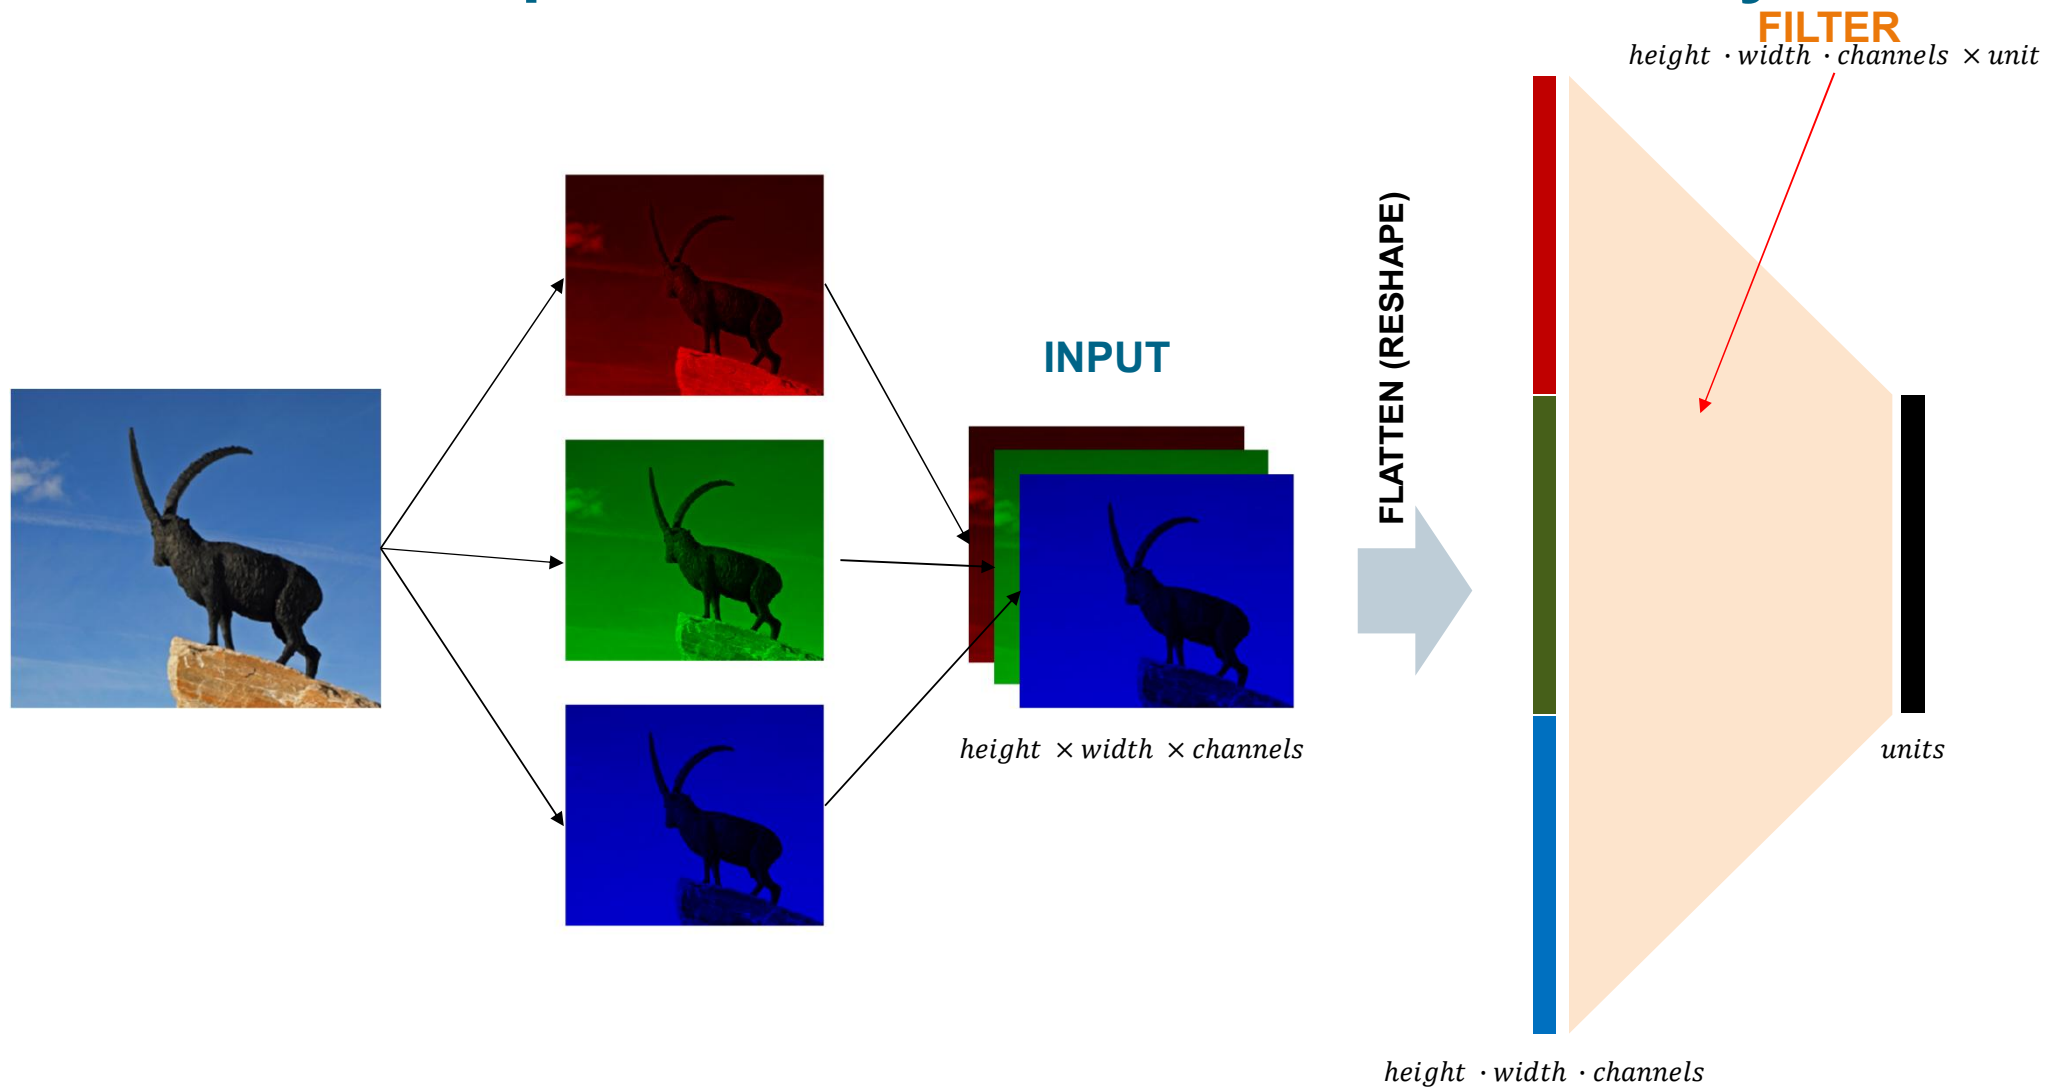 FILTER
height · width · channels × unit
FLATTEN (RESHAPE)
INPUT
height × width × channels
units
height · width · channels